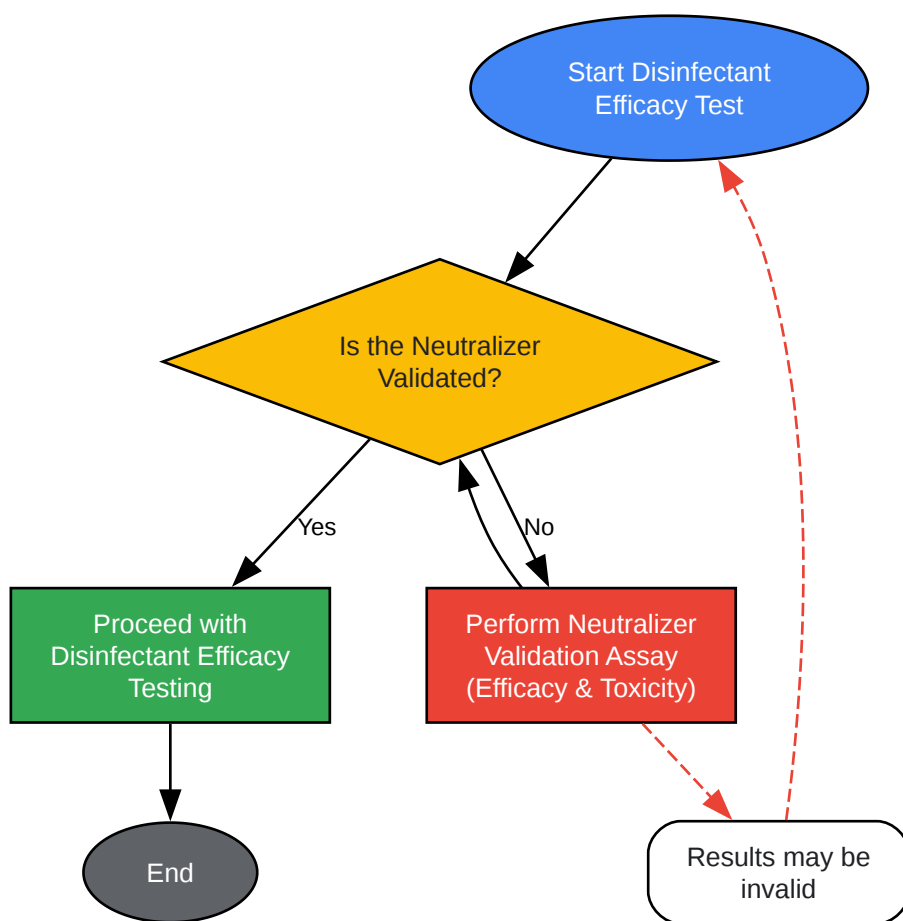 Start Disinfectant
Efficacy Test
Is the Neutralizer
Validated?
Yes
No
Proceed with
Disinfectant Efficacy
Testing
Perform Neutralizer
Validation Assay
(Efficacy & Toxicity)
End
Results may be
invalid